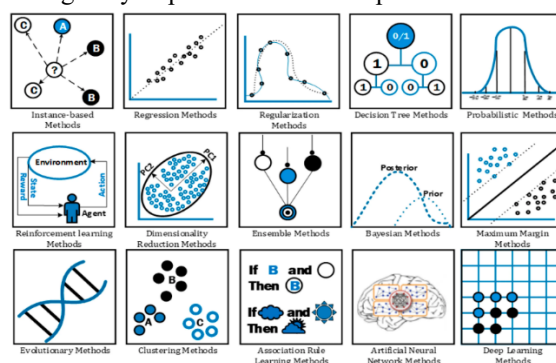 C A
B
?
C B
Instance-based
Methods
Regression Methods
Regularization
Methods
0/1
1 0
1 0 0 1
Decision Tree Methods
Probabilistic Methods
Environment
Reward
State
Action
Agent
Reinforcement learning
Methods
PC2 PC1
Dimensionality
Reduction Methods
Ensemble Methods
Posterior
Prior
Bayesian Methods
Maximum Margin
Methods
Evolutionary Methods
B
A C
Clustering Methods
If B and
Then B
If and
Then
Association Rule
Learning Methods
Artificial Neural
Network Methods
Deep Learning
Methods